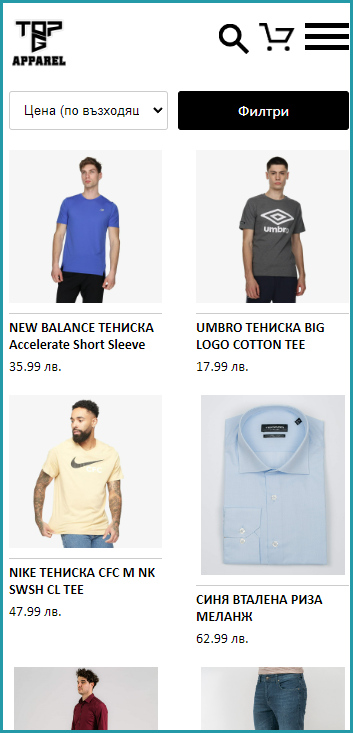 TOP
G
APPAREL
Цена (по възходящ
Филтри
umbro
NEW BALANCE ТЕНИСКА
Accelerate Short Sleeve
35.99 лв.
UMBRO ТЕНИСКА BIG
LOGO COTTON TEE
17.99 лв.
NIKE ТЕНИСКА CFC M NK
SWSH CL TEE
47.99 лв.
СИНЯ ВТАЛЕНА РИЗА
МЕЛАНЖ
62.99 лв.